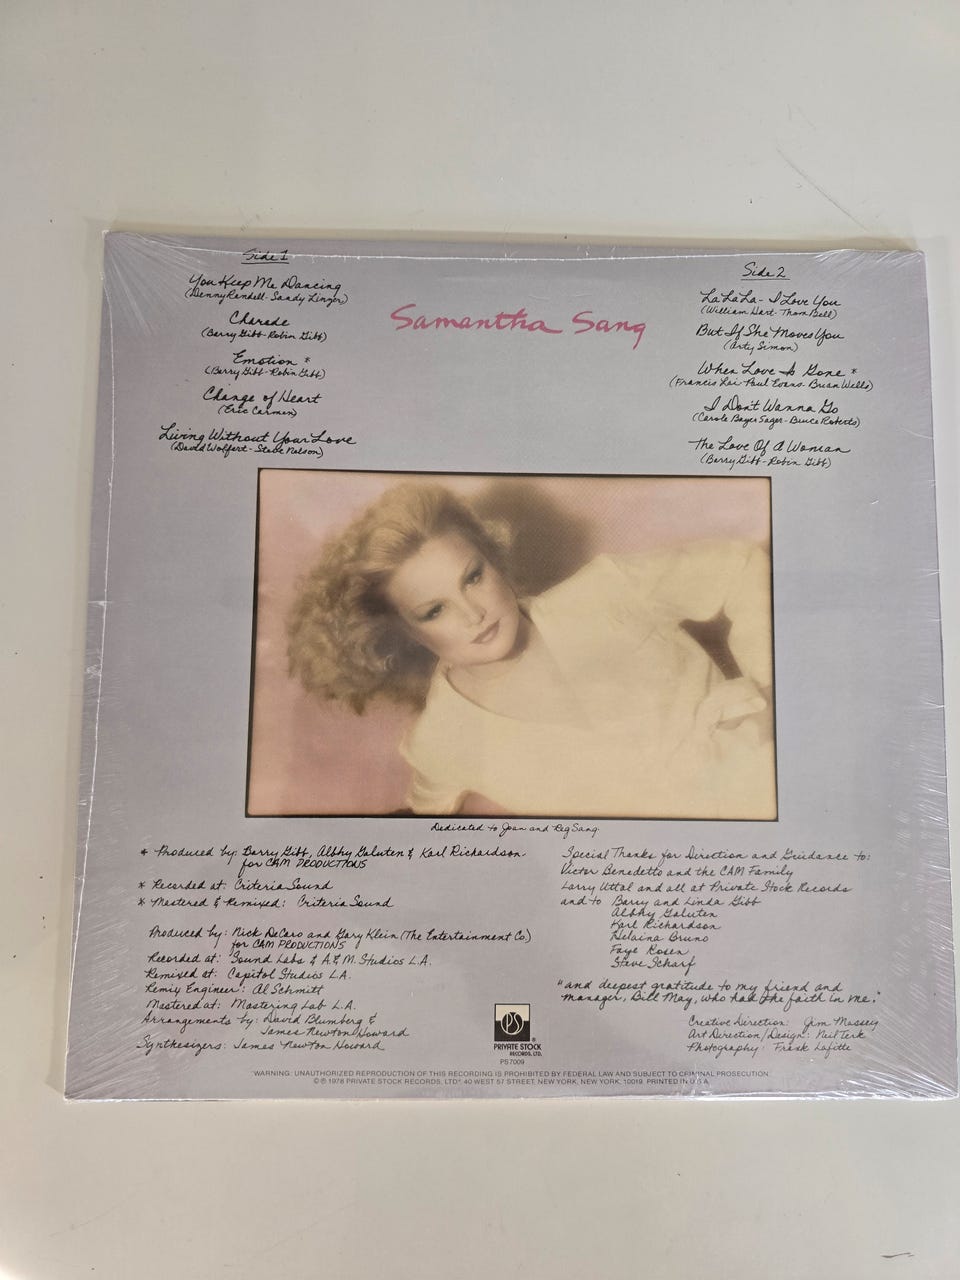 Side 1
You Keep Me Dancing
(Denny Randell-Sandy Linzer)
Charade
(Barry Gibb-Robin Gibb)
Emotion *
(Barry Gibb-Robin Gibb)
Change of Heart
(Eric Carmen)
Living Without Your Love
(David Wolfert-Steve Nelson)
Samantha Sang
Side 2
La La La - I Love You
(William Hart-Thom Bell)
But If She Moves You
(Arty Simon)
When Love Is Gone *
(Francis Lai-Paul Evans-Brian Wells)
I Don't Wanna Go
(Carole Bayer Sager-Bruce Roberts)
The Love Of A Woman
(Barry Gibb-Robin Gibb)
Dedicated to Joan and Reg Sang
* Produced by: Barry Gibb, Albhy Galuten & Karl Richardson.
for CAM PRODUCTIONS
* Recorded at: Criteria Sound
* Mastered & Remixed: Criteria Sound
Produced by: Nick DeCaro and Gary Klein (The Entertainment Co.)
for CAM PRODUCTIONS
Recorded at: Sound Labs & A.& M. Studios L.A.
Remixed at: Capitol Studios L.A.
Remix Engineer: Al Schmitt
Mastered at: Mastering Lab L.A.
Arrangements by: David Blumberg &
James Newton Howard
Synthesizers: James Newton Howard
Special Thanks for Direction and Guidance to:
Victor Benedetto and the CAM Family
Larry Uttal and all at Private Stock Records
and to Barry and Linda Gibb
Albhy Galuten
Karl Richardson
Helaina Bruno
Faye Rosen
Steve Scharf
"and deepest gratitude to my friend and
manager, Bill May, who had the faith in me."
Creative Direction: Jim Massey
Art Direction/Design: Neil Terk
Photography: Frank Lafitte
PS
PRIVATE STOCK
RECORDS, LTD.
PS 7009
WARNING: UNAUTHORIZED REPRODUCTION OF THIS RECORDING IS PROHIBITED BY FEDERAL LAW AND SUBJECT TO CRIMINAL PROSECUTION.
© ℗ 1978 PRIVATE STOCK RECORDS, LTD. 40 WEST 57 STREET, NEW YORK, NEW YORK, 10019. PRINTED IN U.S.A.